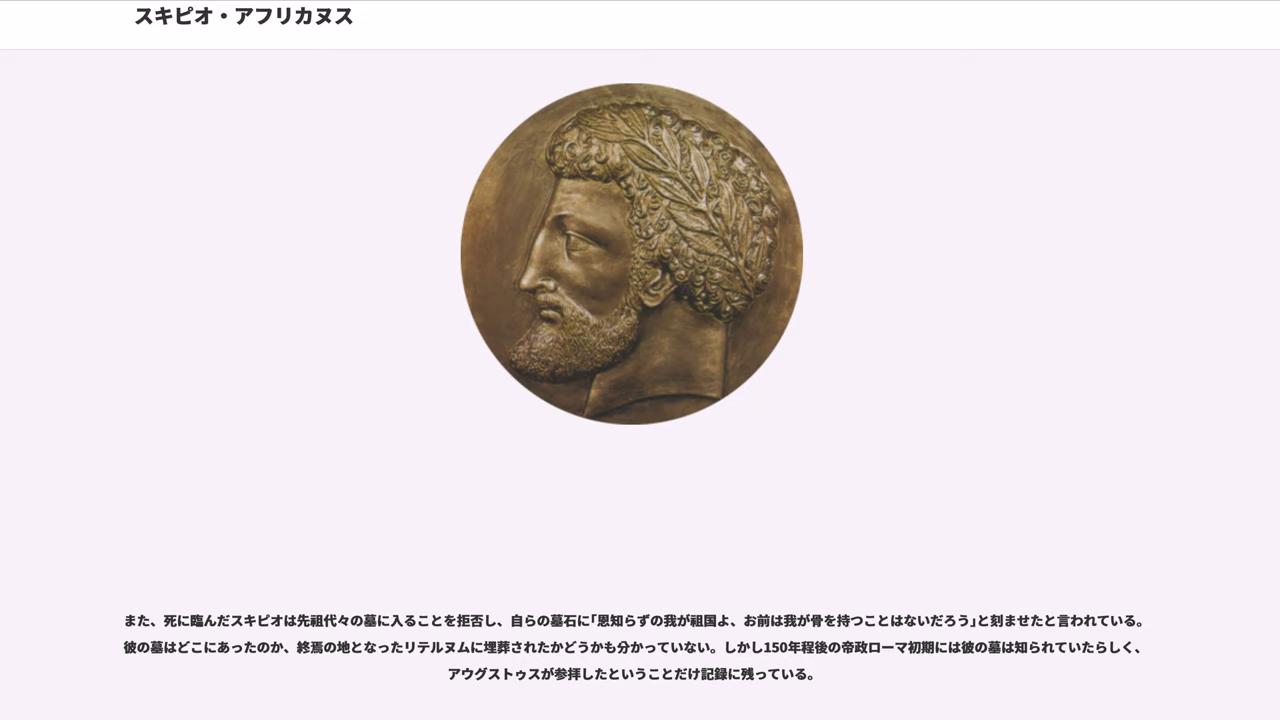 スキピオ・アフリカヌス
また、死に臨んだスキピオは先祖代々の墓に入ることを拒否し、自らの墓石に｢恩知らずの我が祖国よ、お前は我が骨を持つことはないだろう｣と刻ませたと言われている。
彼の墓はどこにあったのか、終焉の地となったリテルヌムに埋葬されたかどうかも分かっていない。しかし150年程後の帝政ローマ初期には彼の墓は知られていたらしく、
アウグストゥスが参拝したということだけ記録に残っている。